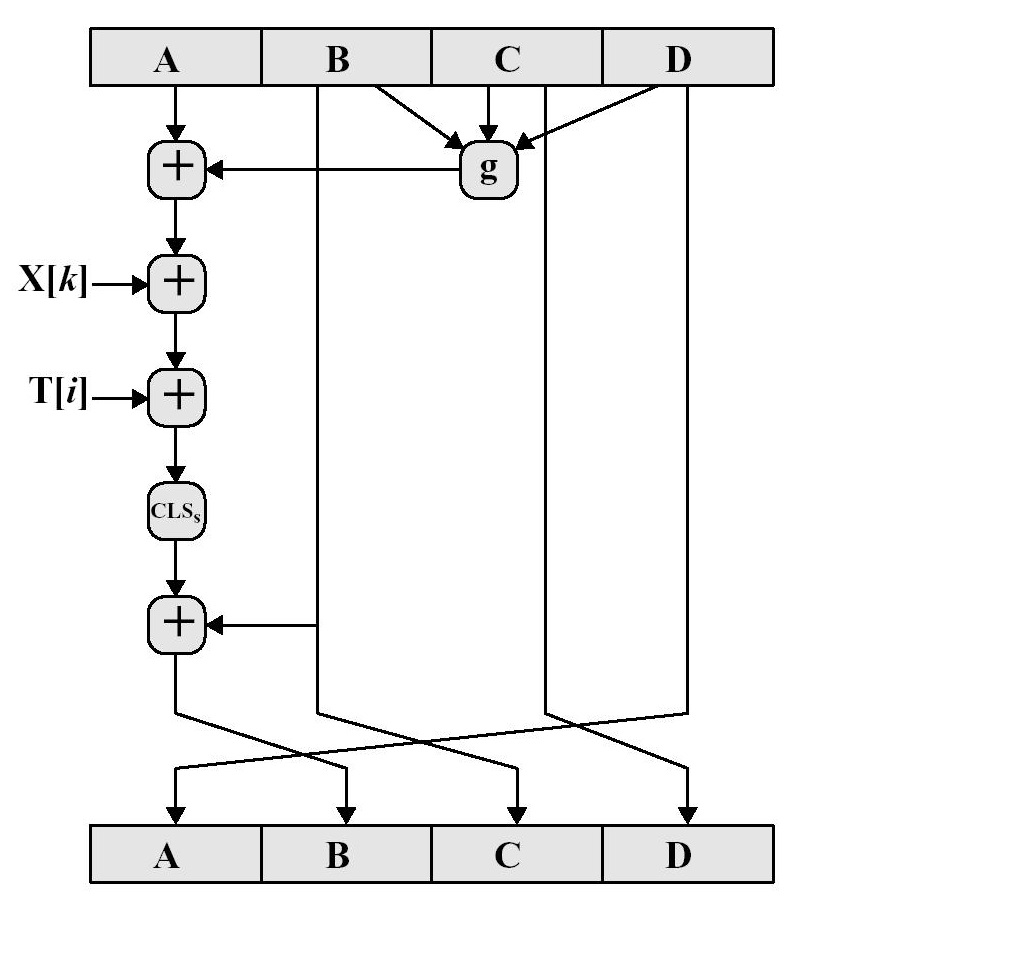 A B C D
+ g
X[k] +
T[i] +
CLSs
+
A B C D